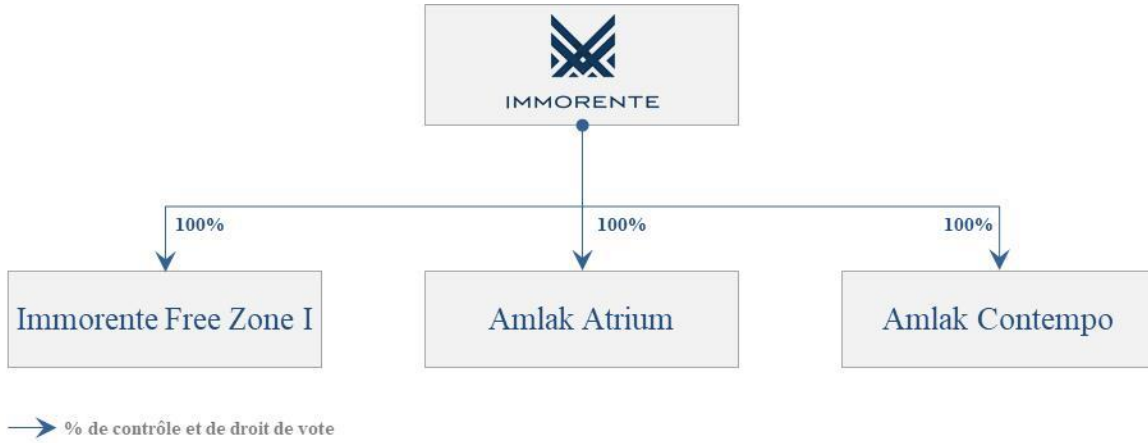 IMMORENTE
100%
100%
100%
Immorente Free Zone I
Amlak Atrium
Amlak Contempo
% de contrôle et de droit de vote